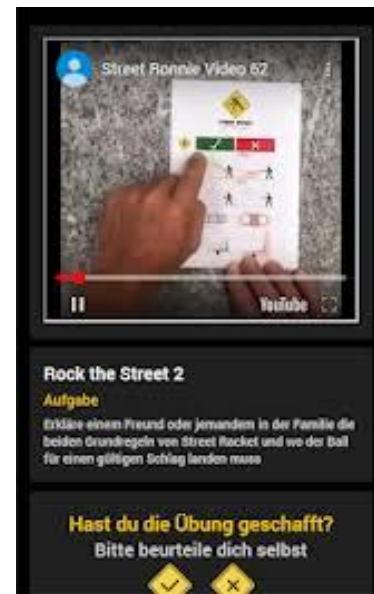 Street Ronnie Video 62
YouTube
Rock the Street 2
Aufgabe
Erkläre einem Freund oder jemandem in der Familie die
beiden Grundregeln von Street Racket und wo der Ball
für einen gültigen Schlag landen muss
Hast du die Übung geschafft?
Bitte beurteile dich selbst